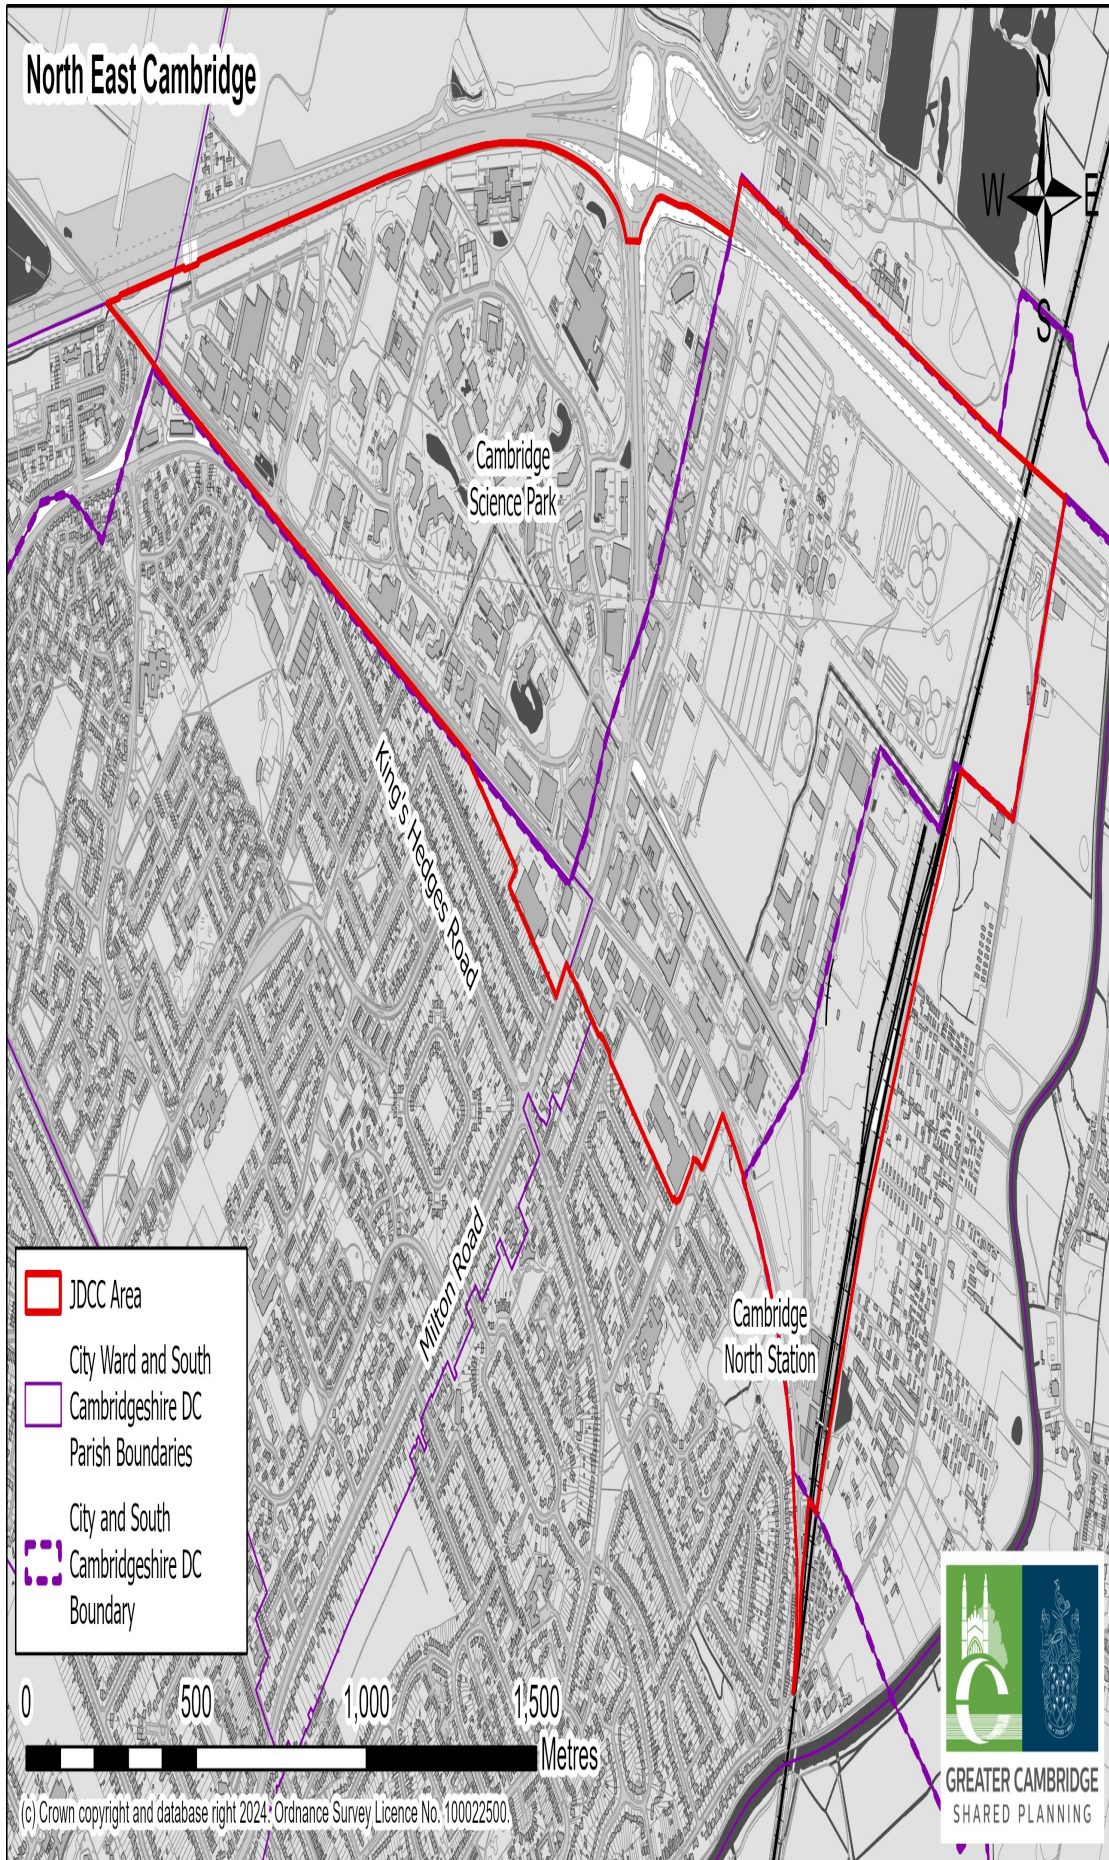 North East Cambridge
N
W
E
S
Cambridge
Science Park
King's Hedges Road
Milton Road
Cambridge
North Station
JDCC Area
City Ward and South
Cambridgeshire DC
Parish Boundaries
City and South
Cambridgeshire DC
Boundary
0 500 1,000 1,500
Metres
(c) Crown copyright and database right 2024. Ordnance Survey Licence No. 100022500.
GREATER CAMBRIDGE
SHARED PLANNING